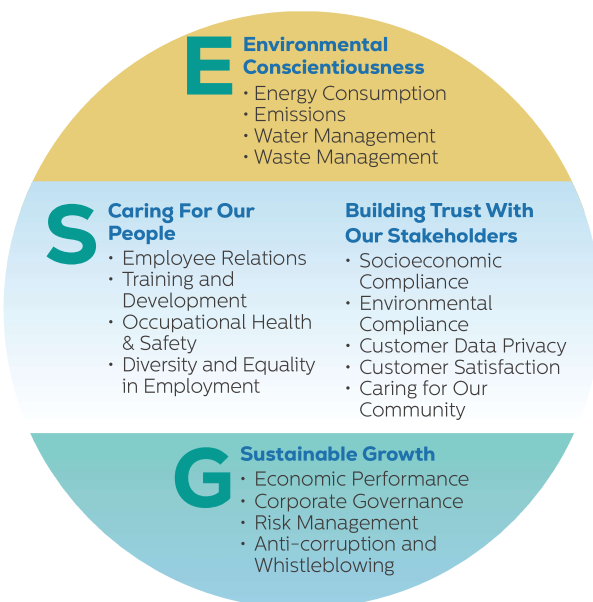 E
Environmental
Conscientiousness
• Energy Consumption
• Emissions
• Water Management
• Waste Management
S
Caring For Our
People
• Employee Relations
• Training and
Development
• Occupational Health
& Safety
• Diversity and Equality
in Employment
Building Trust With
Our Stakeholders
• Socioeconomic
Compliance
• Environmental
Compliance
• Customer Data Privacy
• Customer Satisfaction
• Caring for Our
Community
G
Sustainable Growth
• Economic Performance
• Corporate Governance
• Risk Management
• Anti-corruption and
Whistleblowing